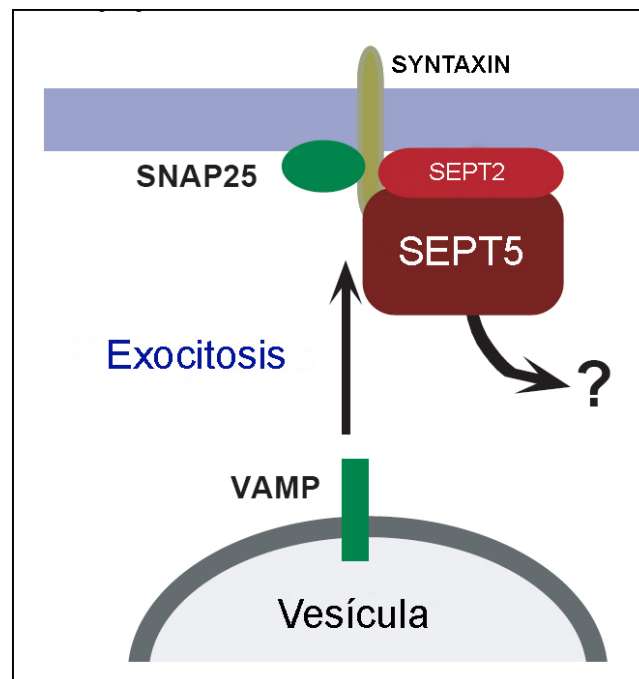 SYNTAXIN
SNAP25
SEPT2
SEPT5
Exocitosis
?
VAMP
Vesícula